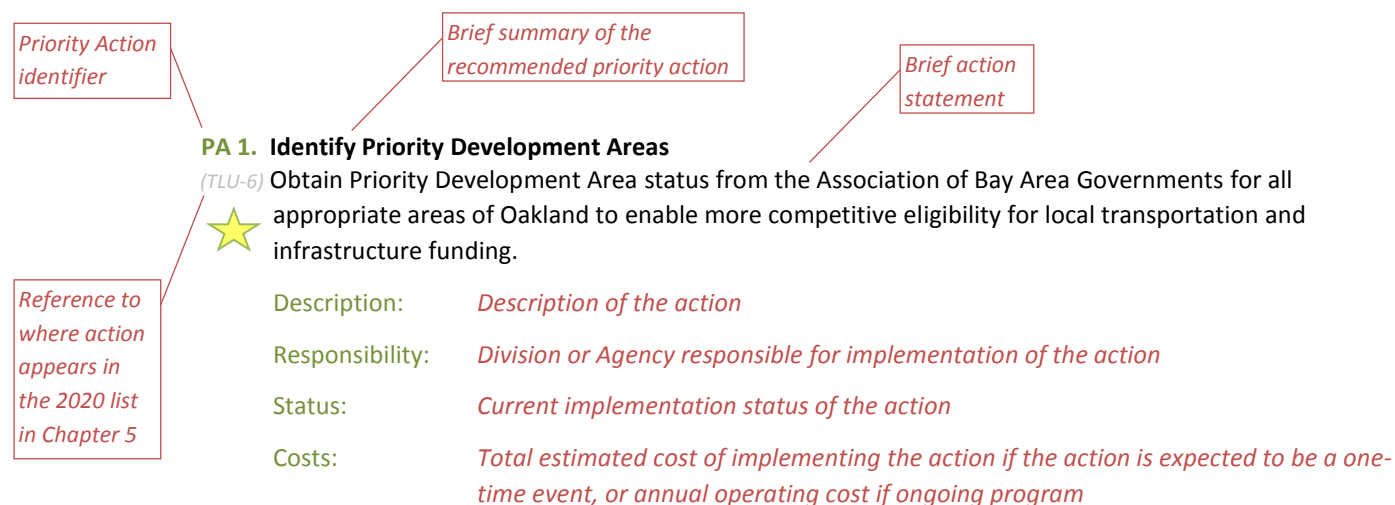 Priority Action
identifier
Brief summary of the
recommended priority action
Brief action
statement
PA 1. Identify Priority Development Areas
(TLU-6) Obtain Priority Development Area status from the Association of Bay Area Governments for all
appropriate areas of Oakland to enable more competitive eligibility for local transportation and
infrastructure funding.
Reference to
where action
appears in
the 2020 list
in Chapter 5
Description: Description of the action
Responsibility: Division or Agency responsible for implementation of the action
Status: Current implementation status of the action
Costs: Total estimated cost of implementing the action if the action is expected to be a one-
time event, or annual operating cost if ongoing program